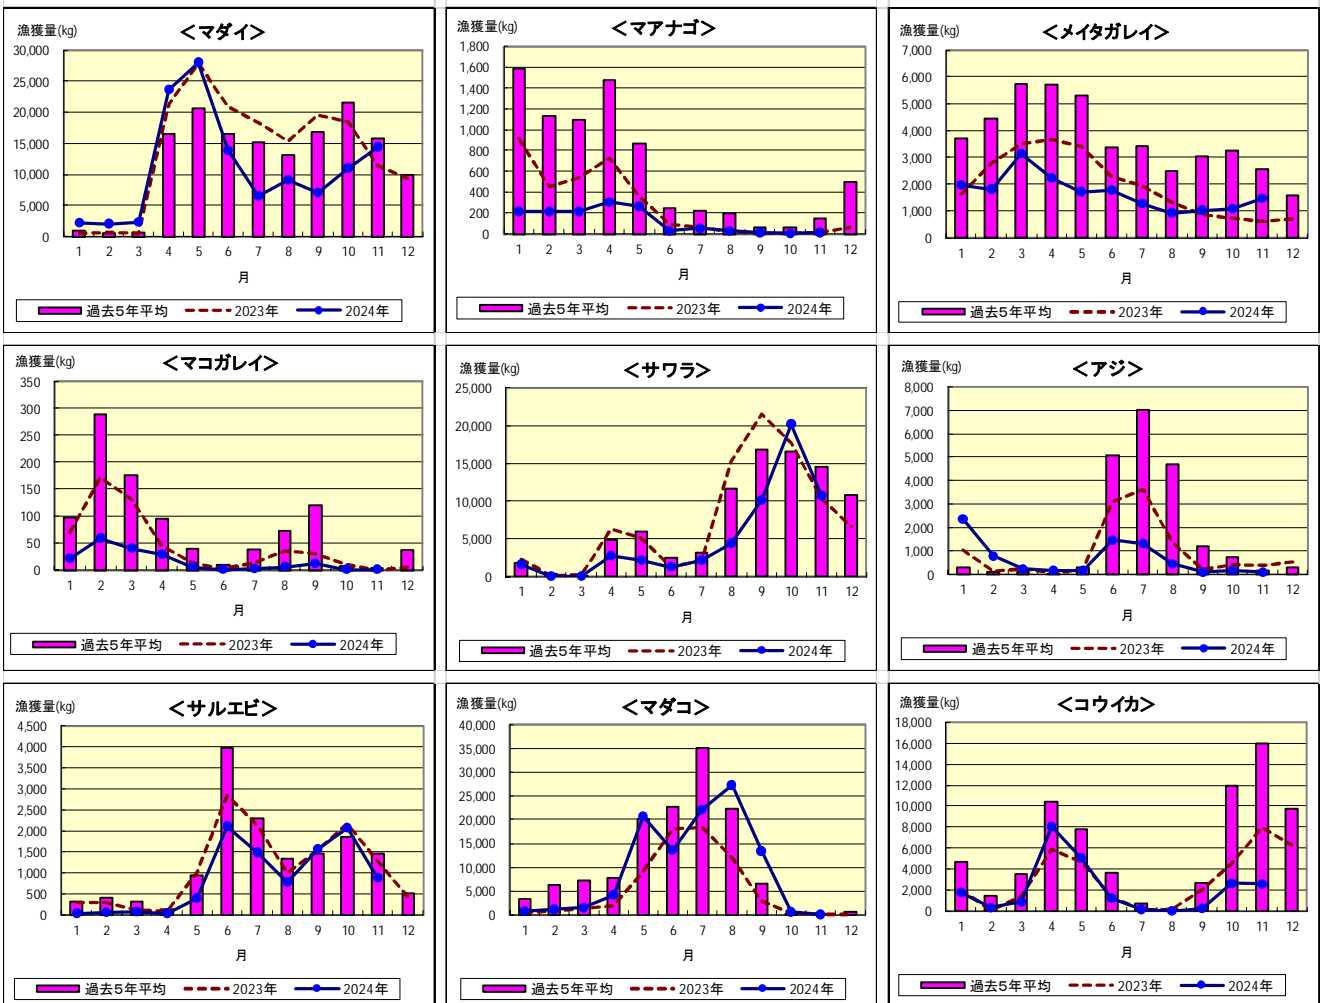 漁獲量(kg)
＜マダイ＞
30,000
25,000
20,000
15,000
10,000
5,000
0
1 2 3 4 5 6 7 8 9 10 11 12
月
過去5年平均 2023年 2024年
漁獲量(kg)
＜マアナゴ＞
1,800
1,600
1,400
1,200
1,000
800
600
400
200
0
1 2 3 4 5 6 7 8 9 10 11 12
月
過去5年平均 2023年 2024年
漁獲量(kg)
＜メイタガレイ＞
7,000
6,000
5,000
4,000
3,000
2,000
1,000
0
1 2 3 4 5 6 7 8 9 10 11 12
月
過去5年平均 2023年 2024年
漁獲量(kg)
＜マコガレイ＞
350
300
250
200
150
100
50
0
1 2 3 4 5 6 7 8 9 10 11 12
月
過去5年平均 2023年 2024年
漁獲量(kg)
＜サワラ＞
25,000
20,000
15,000
10,000
5,000
0
1 2 3 4 5 6 7 8 9 10 11 12
月
過去5年平均 2023年 2024年
漁獲量(kg)
＜アジ＞
8,000
7,000
6,000
5,000
4,000
3,000
2,000
1,000
0
1 2 3 4 5 6 7 8 9 10 11 12
月
過去5年平均 2023年 2024年
漁獲量(kg)
＜サルエビ＞
4,500
4,000
3,500
3,000
2,500
2,000
1,500
1,000
500
0
1 2 3 4 5 6 7 8 9 10 11 12
月
過去5年平均 2023年 2024年
漁獲量(kg)
＜マダコ＞
40,000
35,000
30,000
25,000
20,000
15,000
10,000
5,000
0
1 2 3 4 5 6 7 8 9 10 11 12
月
過去5年平均 2023年 2024年
漁獲量(kg)
＜コウイカ＞
18,000
16,000
14,000
12,000
10,000
8,000
6,000
4,000
2,000
0
1 2 3 4 5 6 7 8 9 10 11 12
月
過去5年平均 2023年 2024年